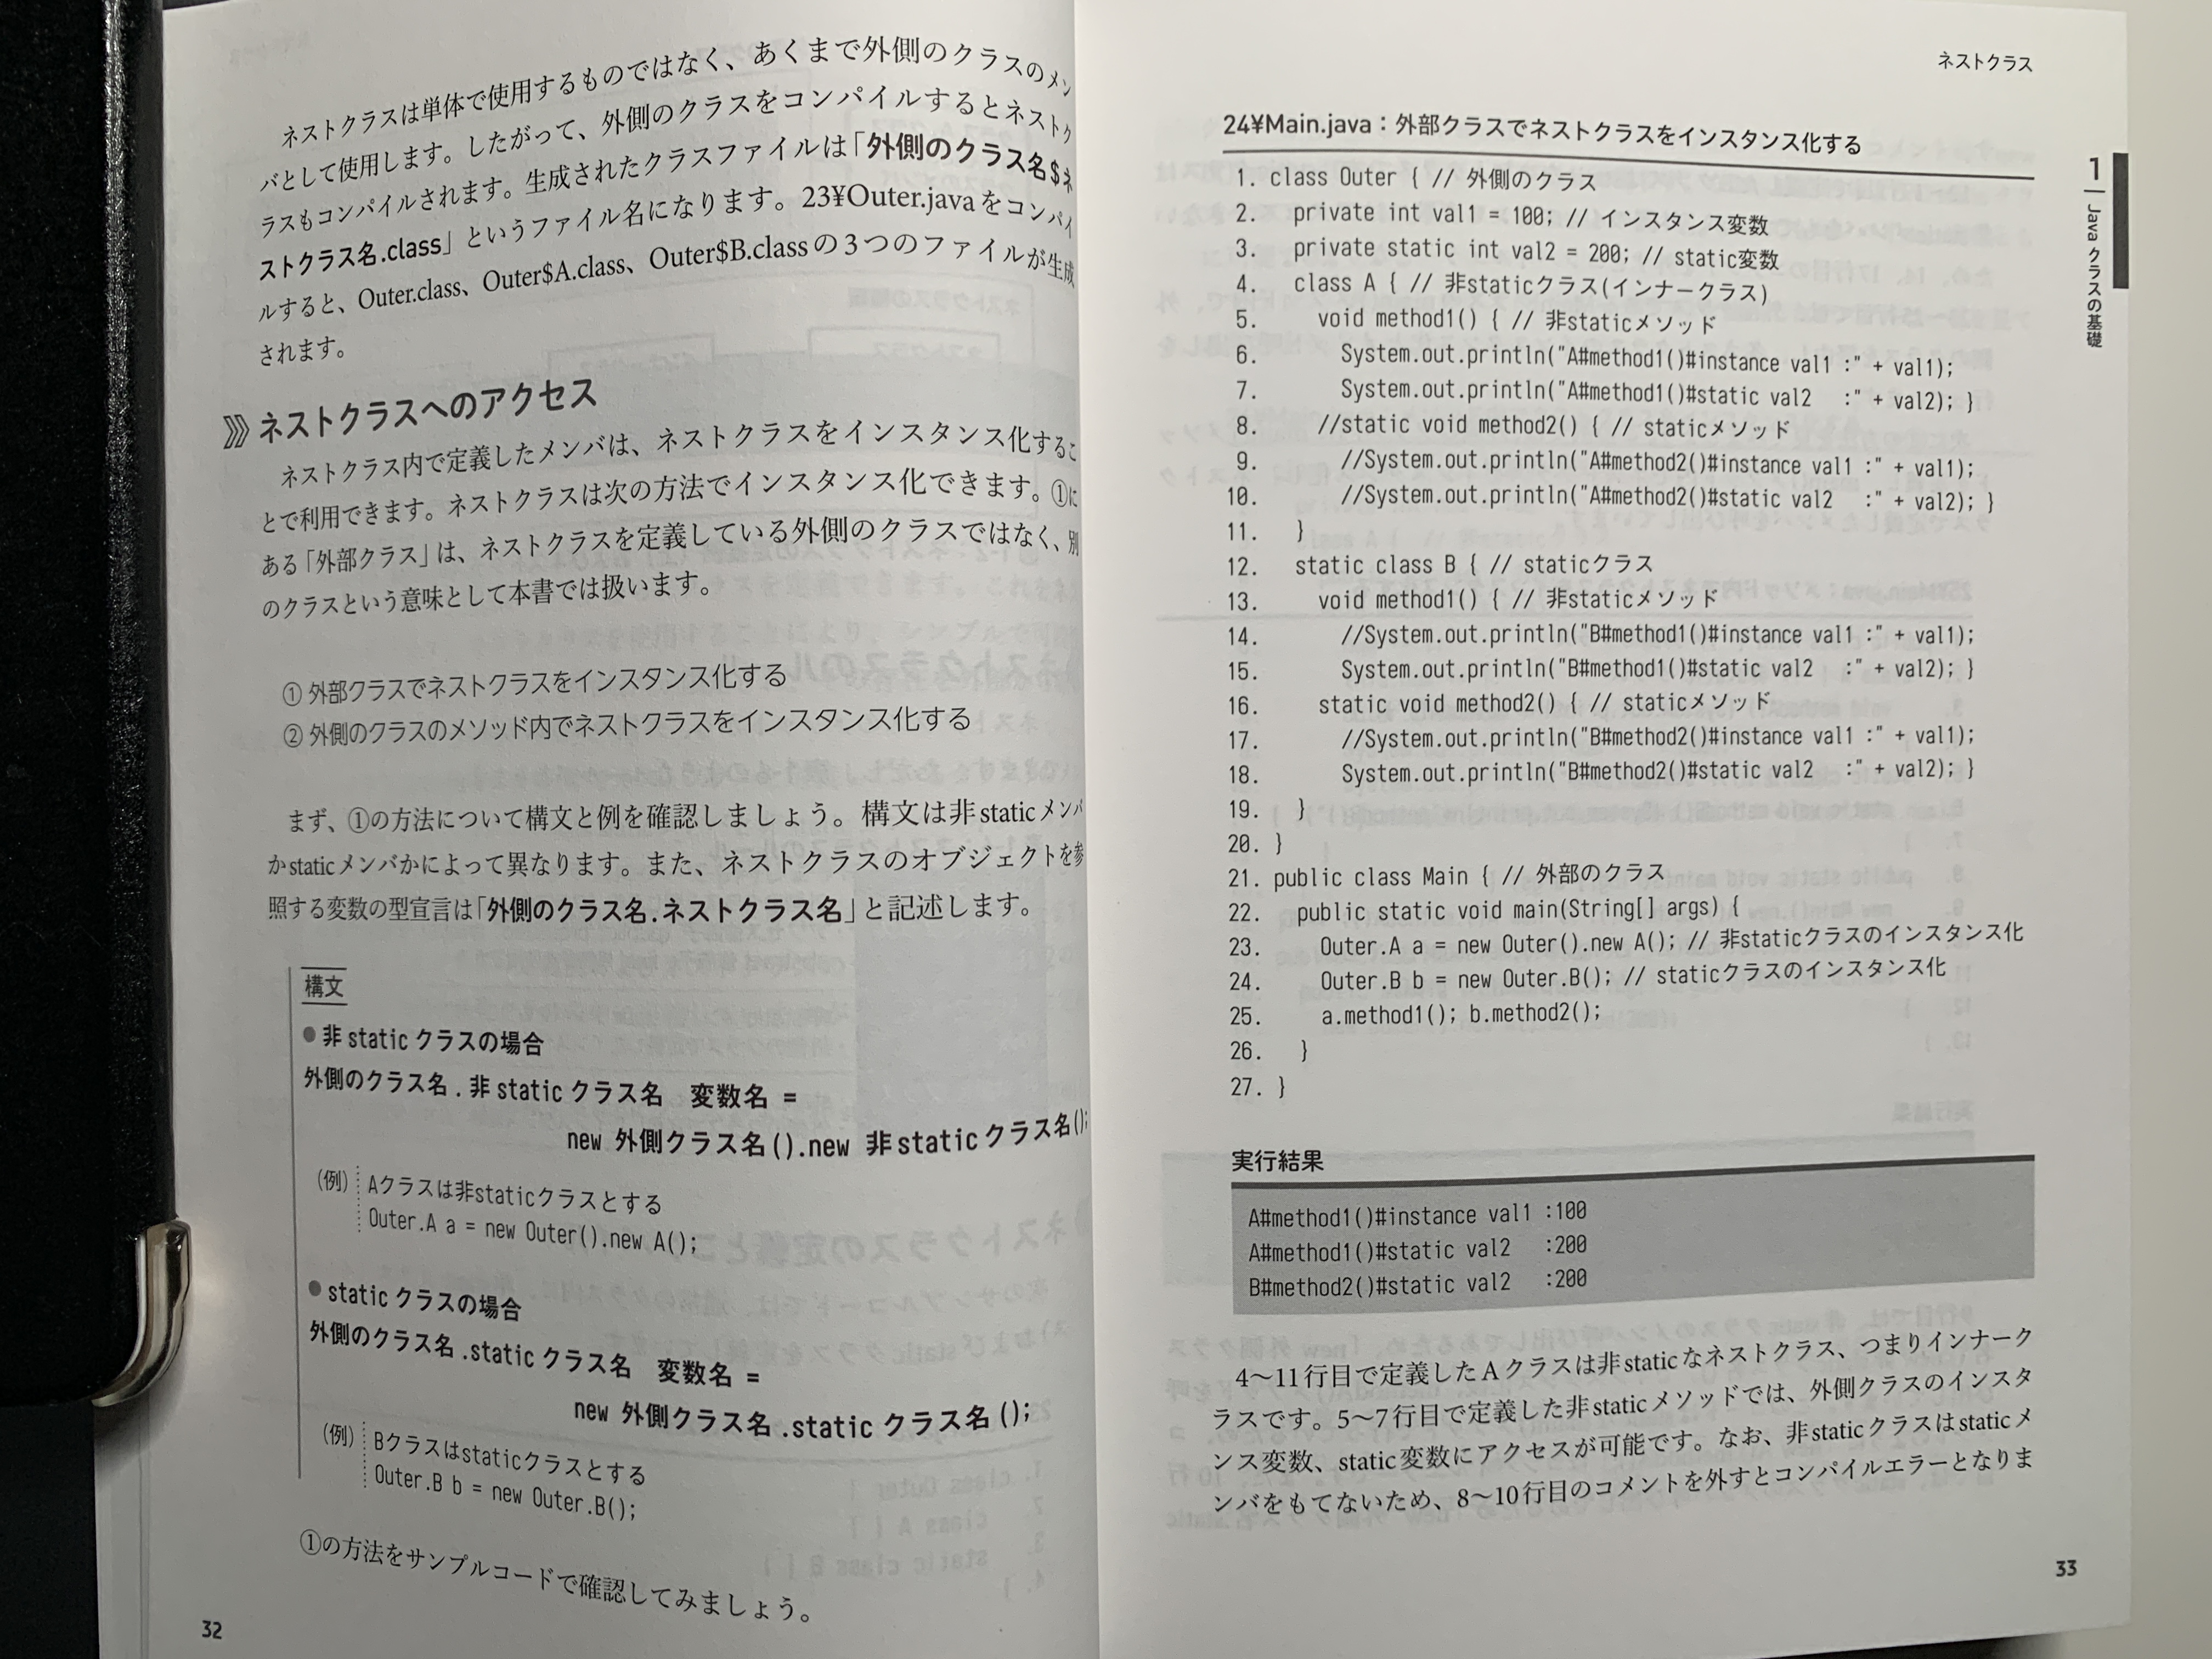 ネストクラスは単体で使用するものではなく、あくまで外側のクラスのメン
バとして使用します。したがって、外側のクラスをコンパイルするとネストク
ラスもコンパイルされます。生成されたクラスファイルは「外側のクラス名$ネ
ストクラス名.class」というファイル名になります。23¥Outer.javaをコンパイ
ルすると、Outer.class、Outer$A.class、Outer$B.classの3つのファイルが生成
されます。
ネストクラスへのアクセス
ネストクラス内で定義したメンバは、ネストクラスをインスタンス化するこ
とで利用できます。ネストクラスは次の方法でインスタンス化できます。①に
ある「外部クラス」は、ネストクラスを定義している外側のクラスではなく、別
のクラスという意味として本書では扱います。
① 外部クラスでネストクラスをインスタンス化する
② 外側のクラスのメソッド内でネストクラスをインスタンス化する
まず、①の方法について構文と例を確認しましょう。構文は非staticメンバ
かstaticメンバかによって異なります。また、ネストクラスのオブジェクトを参
照する変数の型宣言は「外側のクラス名.ネストクラス名」と記述します。
構文
●非 static クラスの場合
外側のクラス名.非 static クラス名 変数名 =
new 外側クラス名().new 非 static クラス名();
(例) Aクラスは非staticクラスとする
Outer.A a = new Outer().new A();
●static クラスの場合
外側のクラス名.static クラス名 変数名 =
new 外側クラス名.static クラス名();
(例) Bクラスはstaticクラスとする
Outer.B b = new Outer.B();
①の方法をサンプルコードで確認してみましょう。
32
ネストクラス
1 Java クラスの基礎
24¥Main.java：外部クラスでネストクラスをインスタンス化する
1. class Outer { // 外側のクラス
2.   private int val1 = 100; // インスタンス変数
3.   private static int val2 = 200; // static変数
4.   class A { // 非staticクラス(インナークラス)
5.     void method1() { // 非staticメソッド
6.       System.out.println("A#method1()#instance val1 :" + val1);
7.       System.out.println("A#method1()#static val2   :" + val2); }
8.     //static void method2() { // staticメソッド
9.       //System.out.println("A#method2()#instance val1 :" + val1);
10.       //System.out.println("A#method2()#static val2   :" + val2); }
11.   }
12.   static class B { // staticクラス
13.     void method1() { // 非staticメソッド
14.       //System.out.println("B#method1()#instance val1 :" + val1);
15.       System.out.println("B#method1()#static val2   :" + val2); }
16.     static void method2() { // staticメソッド
17.       //System.out.println("B#method2()#instance val1 :" + val1);
18.       System.out.println("B#method2()#static val2   :" + val2); }
19.   }
20. }
21. public class Main { // 外部のクラス
22.   public static void main(String[] args) {
23.     Outer.A a = new Outer().new A(); // 非staticクラスのインスタンス化
24.     Outer.B b = new Outer.B(); // staticクラスのインスタンス化
25.     a.method1(); b.method2();
26.   }
27. }
実行結果
A#method1()#instance val1 :100
A#method1()#static val2   :200
B#method2()#static val2   :200
4〜11行目で定義したAクラスは非staticなネストクラス、つまりインナーク
ラスです。5〜7行目で定義した非staticメソッドでは、外側クラスのインスタ
ンス変数、static変数にアクセスが可能です。なお、非staticクラスはstaticメ
ンバをもてないため、8〜10行目のコメントを外すとコンパイルエラーとなりま
33